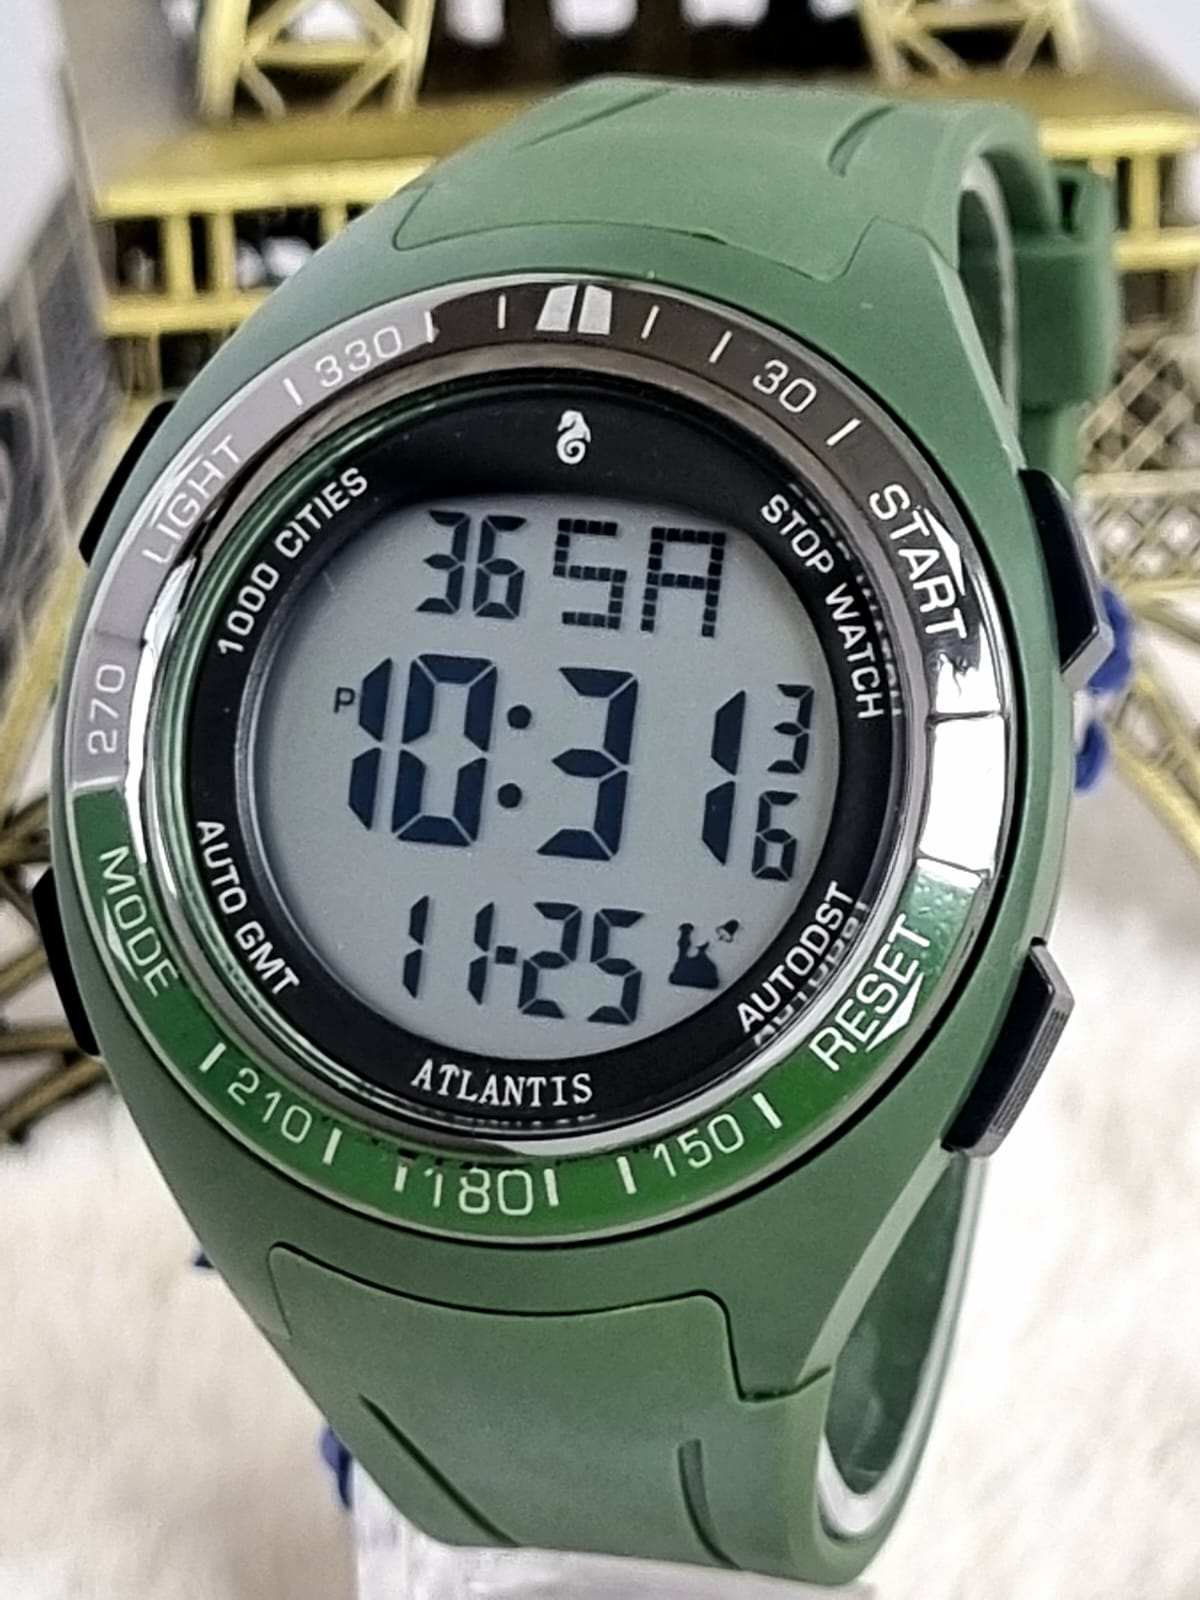 330
30
LIGHT
START
1000 CITIES
STOP WATCH
36 SA
270
P 10:31 36
1
11-25
MODE
AUTO GMT
AUTODST
RESET
ATLANTIS
210
180
150